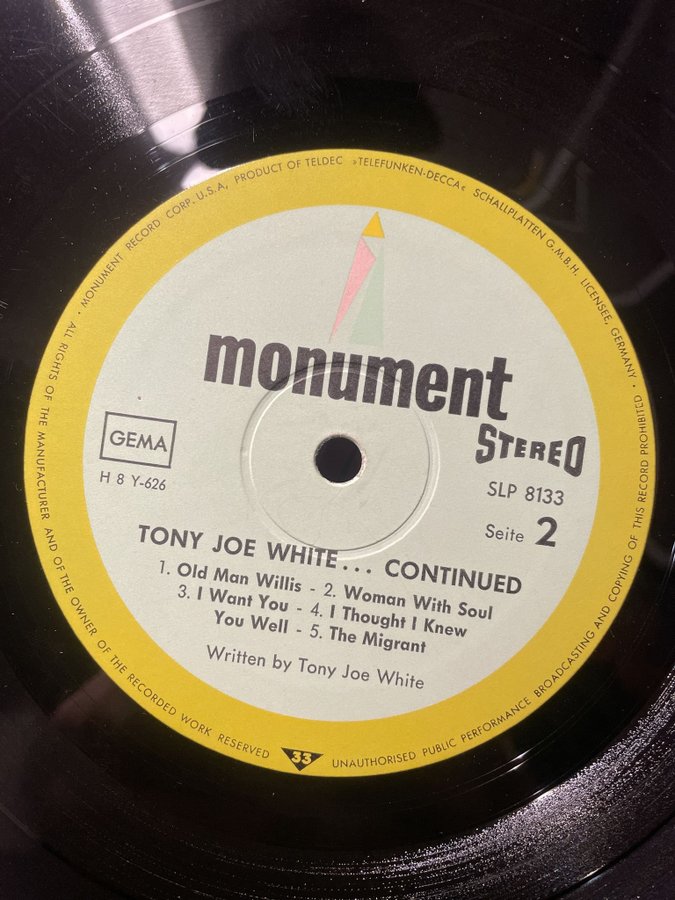 · MONUMENT RECORD CORP. U.S.A, PRODUCT OF TELDEC »TELEFUNKEN-DECCA« SCHALLPLATTEN G.M.B.H. LICENSEE, GERMANY ·
monument
STEREO
GEMA
H 8 Y-626
SLP 8133
Seite 2
TONY JOE WHITE... CONTINUED
1. Old Man Willis - 2. Woman With Soul
3. I Want You - 4. I Thought I Knew
You Well - 5. The Migrant
Written by Tony Joe White
ALL RIGHTS OF THE MANUFACTURER AND OF THE OWNER OF THE RECORDED WORK RESERVED
33
UNAUTHORISED PUBLIC PERFORMANCE BROADCASTING AND COPYING OF THIS RECORD PROHIBITED